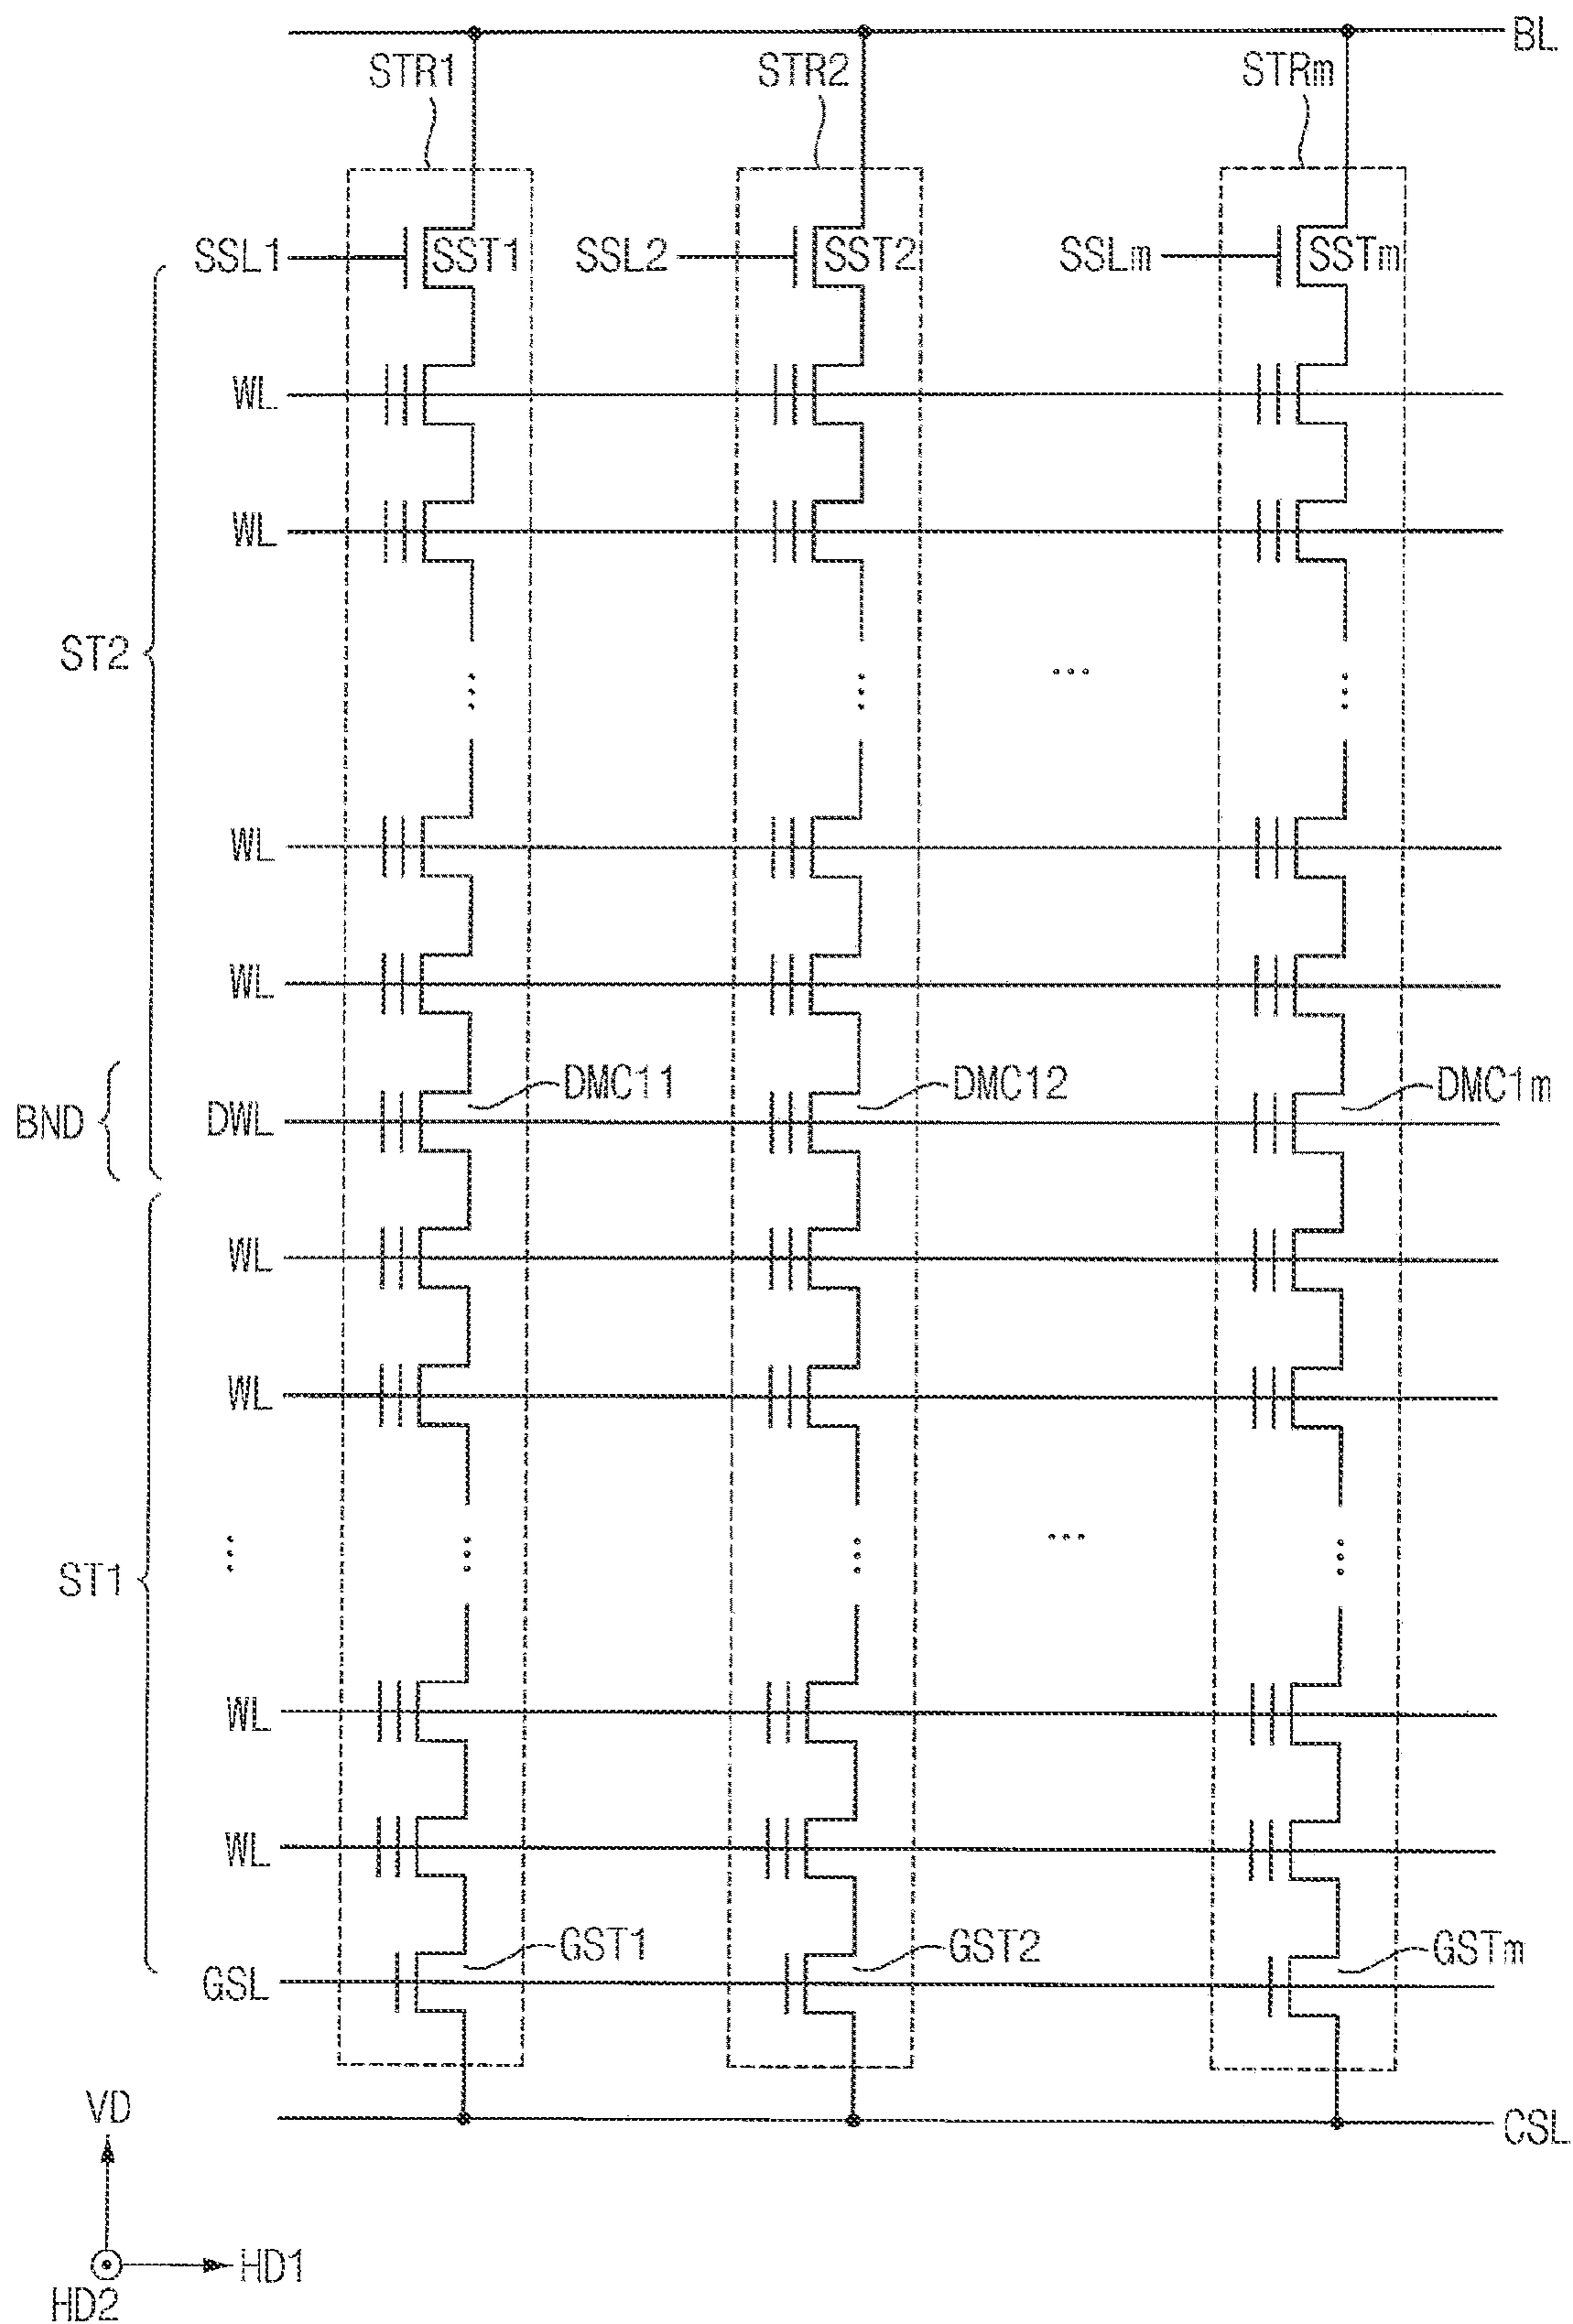 BL
STR1 STR2 STRm
SSL1 SST1 SSL2 SST2 SSLm SSTm
WL
WL
ST2
WL
WL
DMC11 DMC12 DMC1m
BND DWL
WL
WL
ST1
WL
WL
GST1 GST2 GSTm
GSL
VD
CSL
HD1
HD2